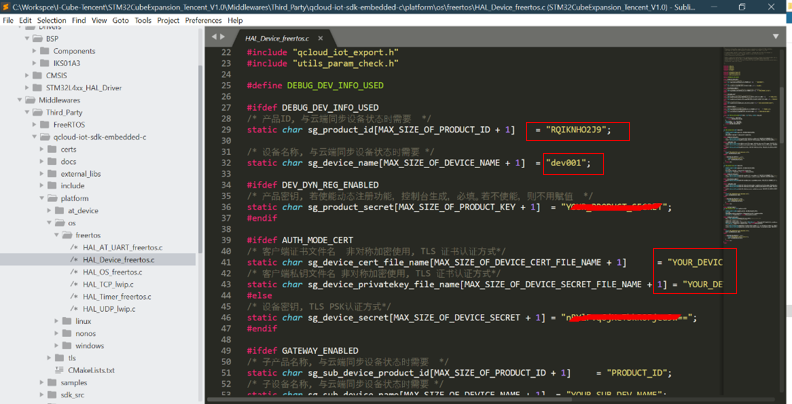 C:\Workspce\I-Cube-Tencent\STM32CubeExpansion_Tencent_V1.0\Middlewares\Third_Party\qcloud-iot-sdk-embedded-c\platform\os\freertos\HAL_Device_freertos.c (STM32CubeExpansion_Tencent_V1.0) - Subli...
File Edit Selection Find View Goto Tools Project Preferences Help
Drivers
BSP
Components
IKS01A3
CMSIS
STM32L4xx_HAL_Driver
Middlewares
Third_Party
FreeRTOS
qcloud-iot-sdk-embedded-c
certs
docs
external_libs
include
platform
at_device
os
freertos
/* HAL_AT_UART_freertos.c
/* HAL_Device_freertos.c
/* HAL_OS_freertos.c
/* HAL_TCP_lwip.c
/* HAL_Timer_freertos.c
/* HAL_UDP_lwip.c
linux
nonos
windows
tls
CMakeLists.txt
samples
sdk_src
HAL_Device_freertos.c
22 #include "qcloud_iot_export.h"
23 #include "utils_param_check.h"
24
25 #define DEBUG_DEV_INFO_USED
26
27 #ifdef DEBUG_DEV_INFO_USED
28 /* 产品ID, 与云端同步设备状态时需要 */
29 static char sg_product_id[MAX_SIZE_OF_PRODUCT_ID + 1] = "RQIKNHO2J9";
30
31 /* 设备名称, 与云端同步设备状态时需要 */
32 static char sg_device_name[MAX_SIZE_OF_DEVICE_NAME + 1] = "dev001";
33
34 #ifdef DEV_DYN_REG_ENABLED
35 /* 产品密钥, 若使能动态注册功能, 控制台生成, 必填,若不使能, 则不用赋值 */
36 static char sg_product_secret[MAX_SIZE_OF_PRODUCT_KEY + 1] = "YOUR_PRODUCT_SECRET";
37 #endif
38
39 #ifdef AUTH_MODE_CERT
40 /* 客户端证书文件名 非对称加密使用, TLS 证书认证方式*/
41 static char sg_device_cert_file_name[MAX_SIZE_OF_DEVICE_CERT_FILE_NAME + 1] = "YOUR_DEVIC
42 /* 客户端私钥文件名 非对称加密使用, TLS 证书认证方式*/
43 static char sg_device_privatekey_file_name[MAX_SIZE_OF_DEVICE_SECRET_FILE_NAME + 1] = "YOUR_DE
44 #else
45 /* 设备密钥, TLS PSK认证方式*/
46 static char sg_device_secret[MAX_SIZE_OF_DEVICE_SECRET + 1] = ==";
47 #endif
48
49 #ifdef GATEWAY_ENABLED
50 /* 子产品名称, 与云端同步设备状态时需要 */
51 static char sg_sub_device_product_id[MAX_SIZE_OF_PRODUCT_ID + 1] = "PRODUCT_ID";
52 /* 子设备名称, 与云端同步设备状态时需要 */
53 static char sg_sub_device_name[MAX_SIZE_OF_DEVICE_NAME + 1] = "YOUR_SUB_DEV_NAME";